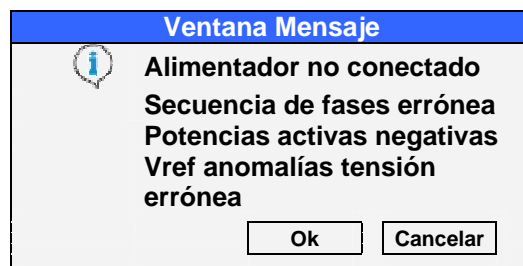 Ventana Mensaje
Alimentador no conectado
Secuencia de fases errónea
Potencias activas negativas
Vref anomalías tensión
errónea
Ok
Cancelar